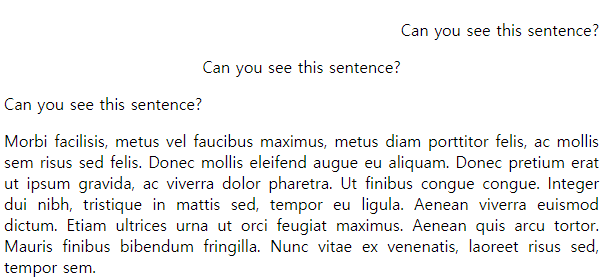 Can you see this sentence?
Can you see this sentence?
Can you see this sentence?
Morbi facilisis, metus vel faucibus maximus, metus diam porttitor felis, ac mollis
sem risus sed felis. Donec mollis eleifend augue eu aliquam. Donec pretium erat
ut ipsum gravida, ac viverra dolor pharetra. Ut finibus congue congue. Integer
dui nibh, tristique in mattis sed, tempor eu ligula. Aenean viverra euismod
dictum. Etiam ultrices urna ut orci feugiat maximus. Aenean quis arcu tortor.
Mauris finibus bibendum fringilla. Nunc vitae ex venenatis, laoreet risus sed,
tempor sem.